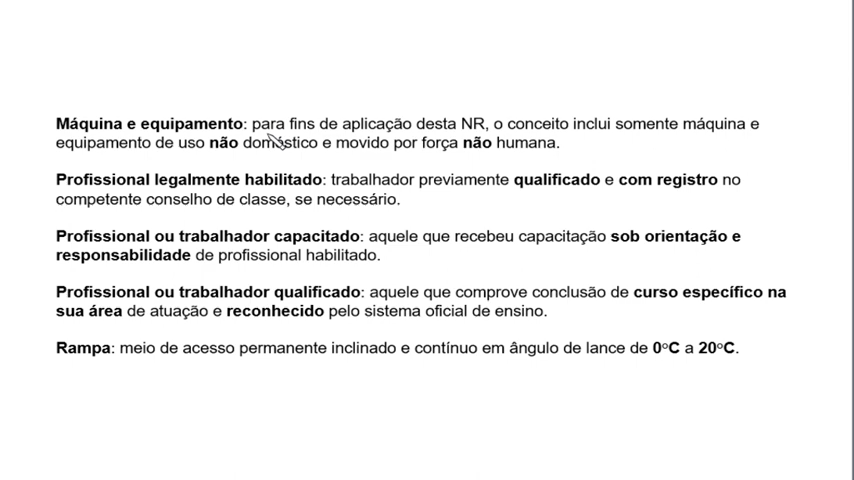 Máquina e equipamento: para fins de aplicação desta NR, o conceito inclui somente máquina e
equipamento de uso não doméstico e movido por força não humana.
Profissional legalmente habilitado: trabalhador previamente qualificado e com registro no
competente conselho de classe, se necessário.
Profissional ou trabalhador capacitado: aquele que recebeu capacitação sob orientação e
responsabilidade de profissional habilitado.
Profissional ou trabalhador qualificado: aquele que comprove conclusão de curso específico na
sua área de atuação e reconhecido pelo sistema oficial de ensino.
Rampa: meio de acesso permanente inclinado e contínuo em ângulo de lance de 0ºC a 20ºC.